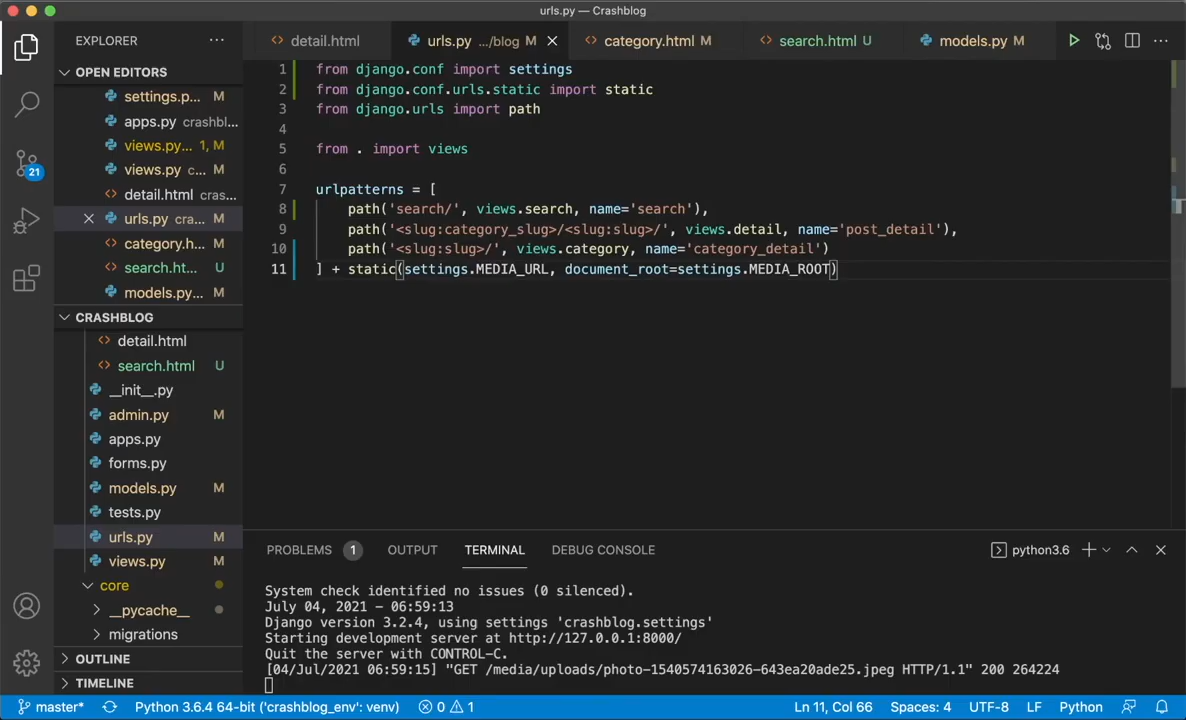 urls.py — Crashblog
EXPLORER ···
detail.html
urls.py .../blog M
category.html M
search.html U
models.py M
OPEN EDITORS
settings.p... M
apps.py crashbl...
views.py... 1, M
views.py c... M
detail.html cras...
urls.py cra... M
category.h... M
search.ht... U
models.py... M
CRASHBLOG
detail.html
search.html U
__init__.py
admin.py M
apps.py
forms.py
models.py M
tests.py
urls.py M
views.py M
core
__pycache__
migrations
OUTLINE
TIMELINE
21
1 from django.conf import settings
2 from django.conf.urls.static import static
3 from django.urls import path
4
5 from . import views
6
7 urlpatterns = [
8 path('search/', views.search, name='search'),
9 path('<slug:category_slug>/<slug:slug>/', views.detail, name='post_detail'),
10 path('<slug:slug>/', views.category, name='category_detail')
11 ] + static(settings.MEDIA_URL, document_root=settings.MEDIA_ROOT)
PROBLEMS 1 OUTPUT TERMINAL DEBUG CONSOLE python3.6
System check identified no issues (0 silenced).
July 04, 2021 - 06:59:13
Django version 3.2.4, using settings 'crashblog.settings'
Starting development server at http://127.0.0.1:8000/
Quit the server with CONTROL-C.
[04/Jul/2021 06:59:15] "GET /media/uploads/photo-1540574163026-643ea20ade25.jpeg HTTP/1.1" 200 264224
master* Python 3.6.4 64-bit ('crashblog_env': venv) 0 1 Ln 11, Col 66 Spaces: 4 UTF-8 LF Python